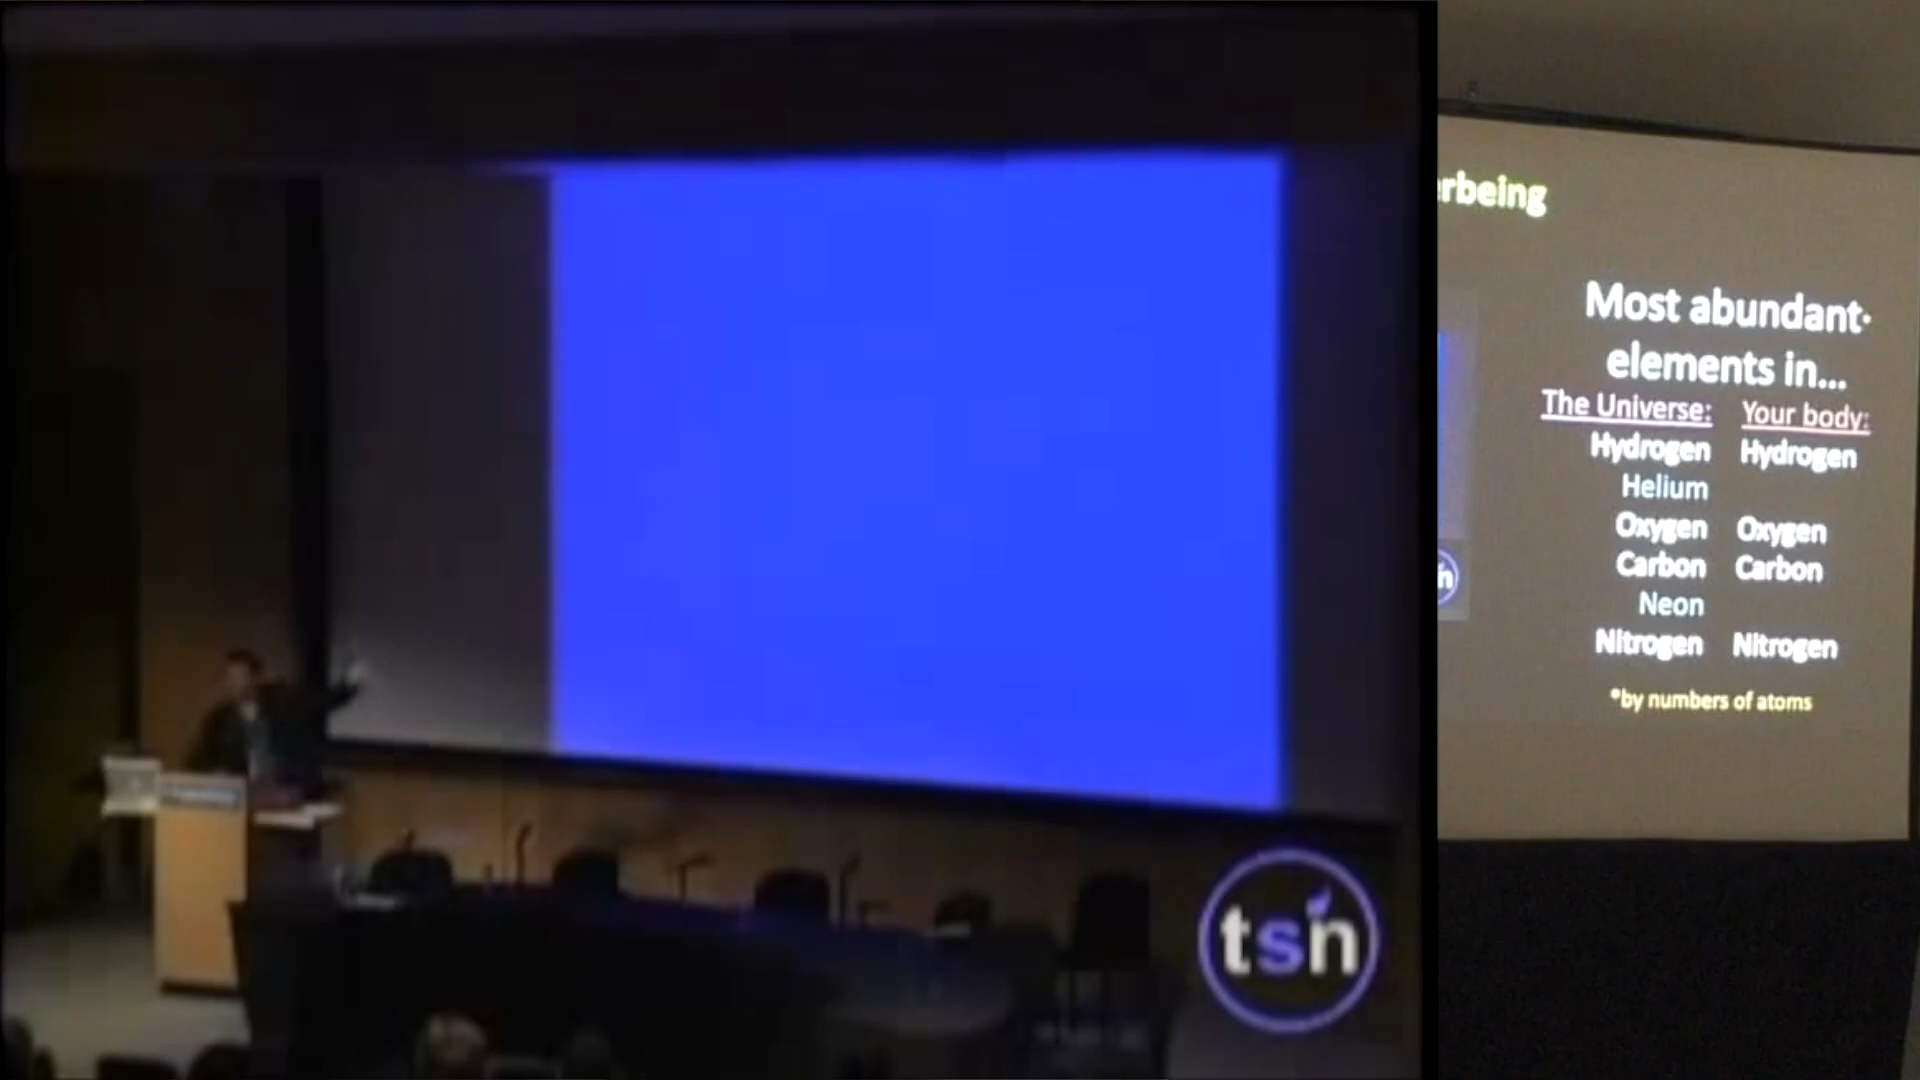 tsn
erbeing
Most abundant*
elements in...
The Universe: Your body:
Hydrogen Hydrogen
Helium
Oxygen Oxygen
Carbon Carbon
Neon
Nitrogen Nitrogen
*by numbers of atoms
n